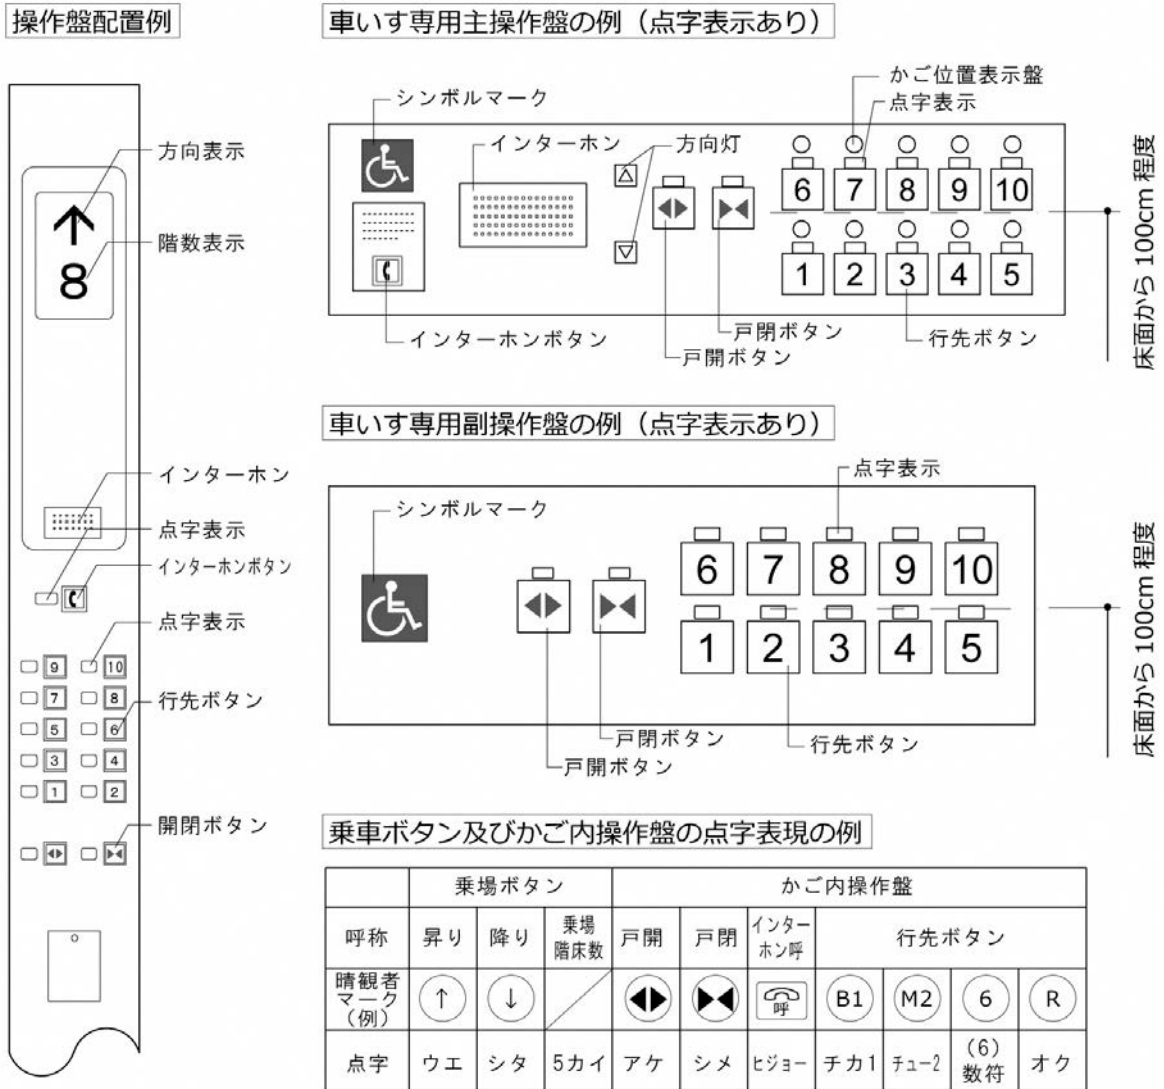 操作盤配置例
方向表示
↑
階数表示
8
インターホン
点字表示
インターホンボタン
点字表示
9 10
7 8
行先ボタン
5 6
3 4
1 2
開閉ボタン
車いす専用主操作盤の例（点字表示あり）
かご位置表示盤
シンボルマーク
点字表示
インターホン
方向灯
6 7 8 9 10
1 2 3 4 5
戸閉ボタン
インターホンボタン
行先ボタン
戸開ボタン
床面から 100cm 程度
車いす専用副操作盤の例（点字表示あり）
点字表示
シンボルマーク
6 7 8 9 10
1 2 3 4 5
戸閉ボタン
行先ボタン
戸開ボタン
床面から 100cm 程度
乗車ボタン及びかご内操作盤の点字表現の例
乗場ボタン かご内操作盤
呼称 昇り 降り 乗場階床数 戸開 戸閉 インターホン呼 行先ボタン
晴観者マーク（例） ↑ ↓ 呼 B1 M2 6 R
点字 ウエ シタ 5カイ アケ シメ ヒジョー チカ1 チュー2 (6)数符 オク